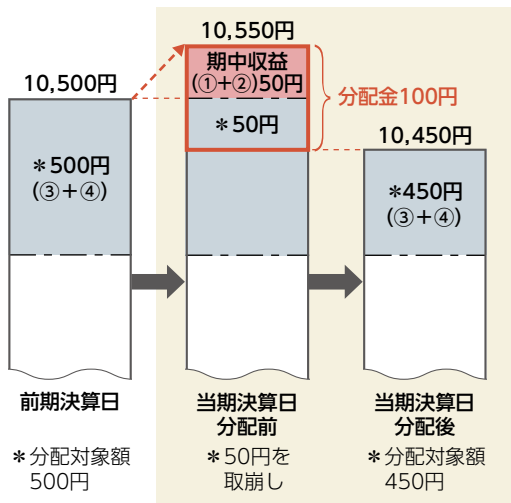 10,550円
期中収益
(①+②)50円
10,500円
分配金100円
*50円
10,450円
*500円
(③+④)
*450円
(③+④)
前期決算日
当期決算日
分配前
当期決算日
分配後
*分配対象額
500円
*50円を
取崩し
*分配対象額
450円